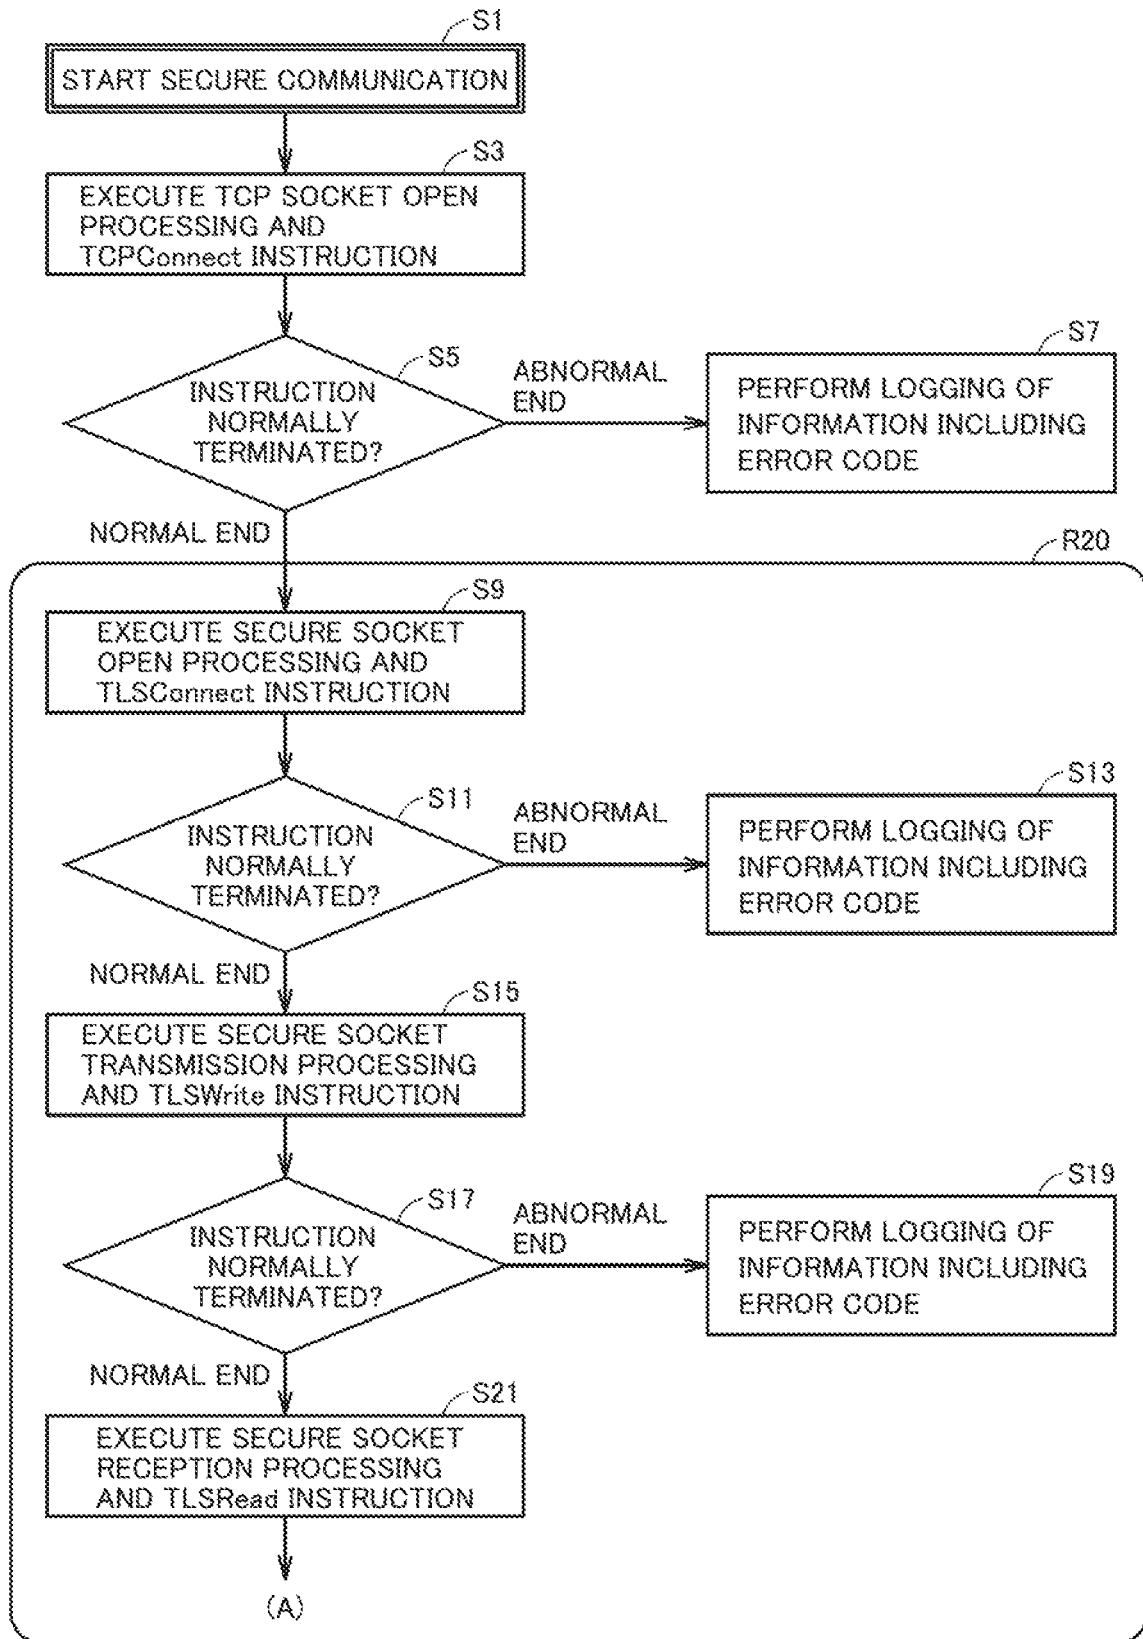 S1
START SECURE COMMUNICATION
S3
EXECUTE TCP SOCKET OPEN
PROCESSING AND
TCPConnect INSTRUCTION
S5
INSTRUCTION
NORMALLY
TERMINATED?
ABNORMAL
END
S7
PERFORM LOGGING OF
INFORMATION INCLUDING
ERROR CODE
NORMAL END
R20
S9
EXECUTE SECURE SOCKET
OPEN PROCESSING AND
TLSConnect INSTRUCTION
S11
INSTRUCTION
NORMALLY
TERMINATED?
ABNORMAL
END
S13
PERFORM LOGGING OF
INFORMATION INCLUDING
ERROR CODE
NORMAL END
S15
EXECUTE SECURE SOCKET
TRANSMISSION PROCESSING
AND TLSWrite INSTRUCTION
S17
INSTRUCTION
NORMALLY
TERMINATED?
ABNORMAL
END
S19
PERFORM LOGGING OF
INFORMATION INCLUDING
ERROR CODE
NORMAL END
S21
EXECUTE SECURE SOCKET
RECEPTION PROCESSING
AND TLSRead INSTRUCTION
(A)